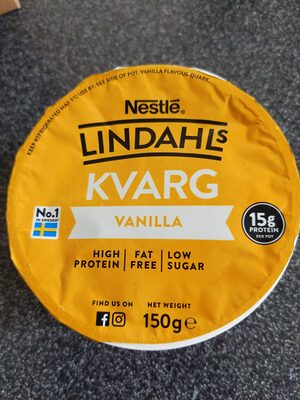 KEEP REFRIGERATED MAX 5°C. USE BY: SEE SIDE OF POT. VANILLA FLAVOUR QUARK.
Nestlé®
LINDAHLS
KVARG
VANILLA
No.1
IN SWEDEN*
15g
PROTEIN
PER POT
HIGH PROTEIN | FAT FREE | LOW SUGAR
FIND US ON
NET WEIGHT
150g e